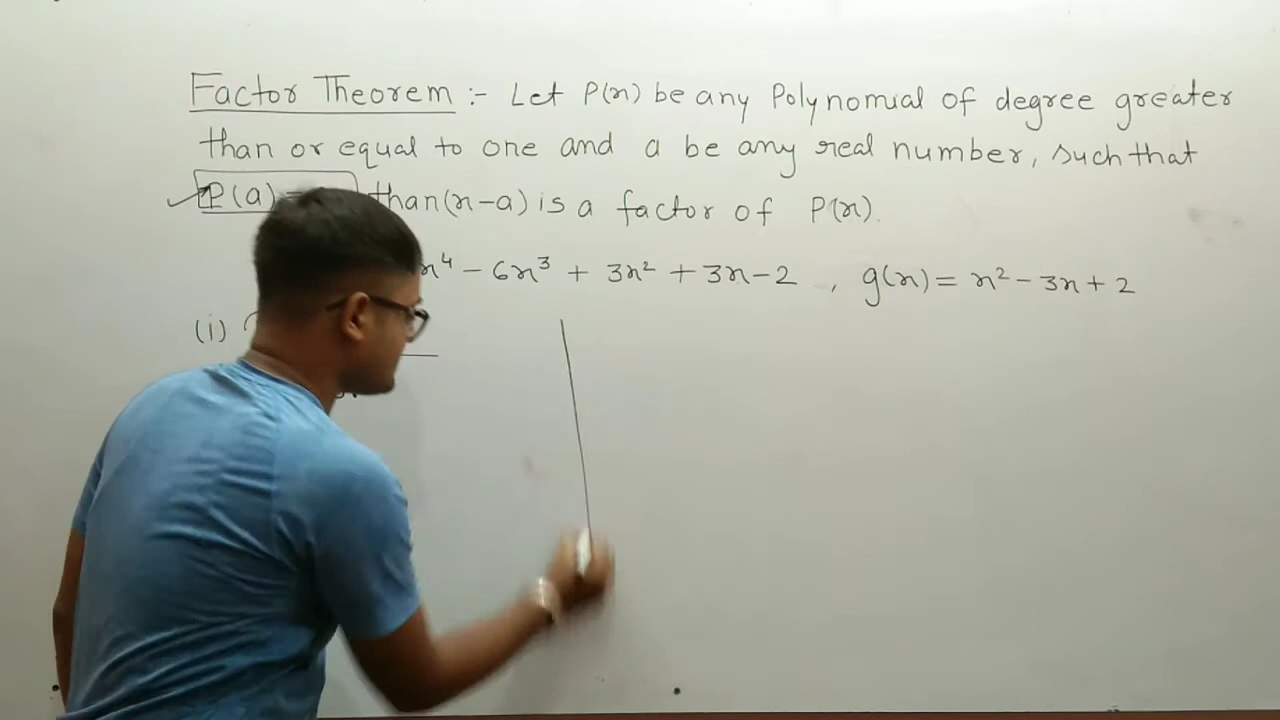 Factor Theorem :- Let P(x) be any Polynomial of degree greater
than or equal to one and a be any real number, such that
P(a) than (x-a) is a factor of P(x).
x⁴ - 6x³ + 3x² + 3x - 2 , g(x) = x² - 3x + 2
(i)